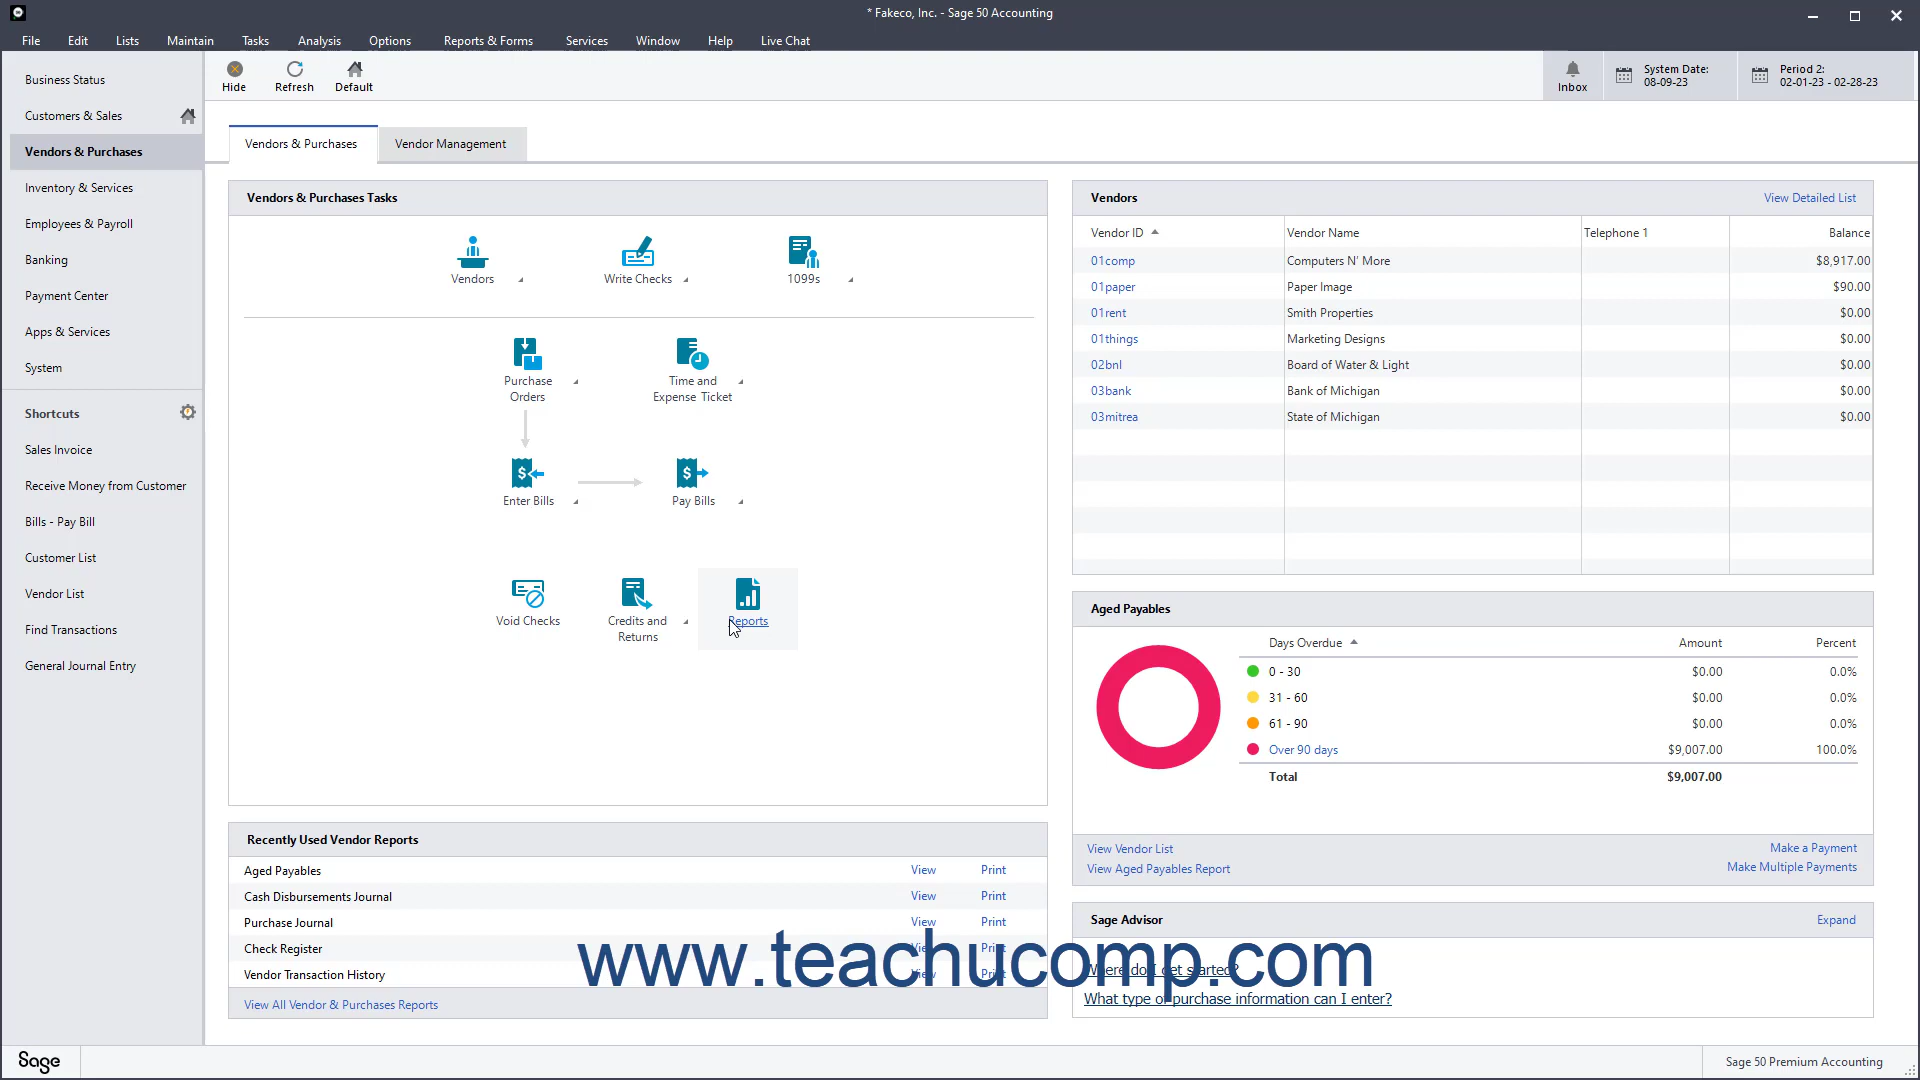 * Fakeco, Inc. - Sage 50 Accounting
File Edit Lists Maintain Tasks Analysis Options Reports & Forms Services Window Help Live Chat
Business Status
Customers & Sales
Vendors & Purchases
Inventory & Services
Employees & Payroll
Banking
Payment Center
Apps & Services
System
Shortcuts
Sales Invoice
Receive Money from Customer
Bills - Pay Bill
Customer List
Vendor List
Find Transactions
General Journal Entry
Hide Refresh Default
Inbox
System Date:
08-09-23
Period 2:
02-01-23 - 02-28-23
Vendors & Purchases Vendor Management
Vendors & Purchases Tasks
Vendors Write Checks 1099s
Purchase
Orders
Time and
Expense Ticket
Enter Bills Pay Bills
Void Checks
Credits and
Returns
Reports
Recently Used Vendor Reports
Aged Payables View Print
Cash Disbursements Journal View Print
Purchase Journal View Print
Check Register View Print
Vendor Transaction History View Print
View All Vendor & Purchases Reports
Vendors View Detailed List
Vendor ID Vendor Name Telephone 1 Balance
01comp Computers N' More $8,917.00
01paper Paper Image $90.00
01rent Smith Properties $0.00
01things Marketing Designs $0.00
02bnl Board of Water & Light $0.00
03bank Bank of Michigan $0.00
03mitrea State of Michigan $0.00
Aged Payables
Days Overdue Amount Percent
0 - 30 $0.00 0.0%
31 - 60 $0.00 0.0%
61 - 90 $0.00 0.0%
Over 90 days $9,007.00 100.0%
Total $9,007.00
View Vendor List Make a Payment
View Aged Payables Report Make Multiple Payments
Sage Advisor Expand
Where do I get started?
What type of purchase information can I enter?
www.teachucomp.com
Sage
Sage 50 Premium Accounting